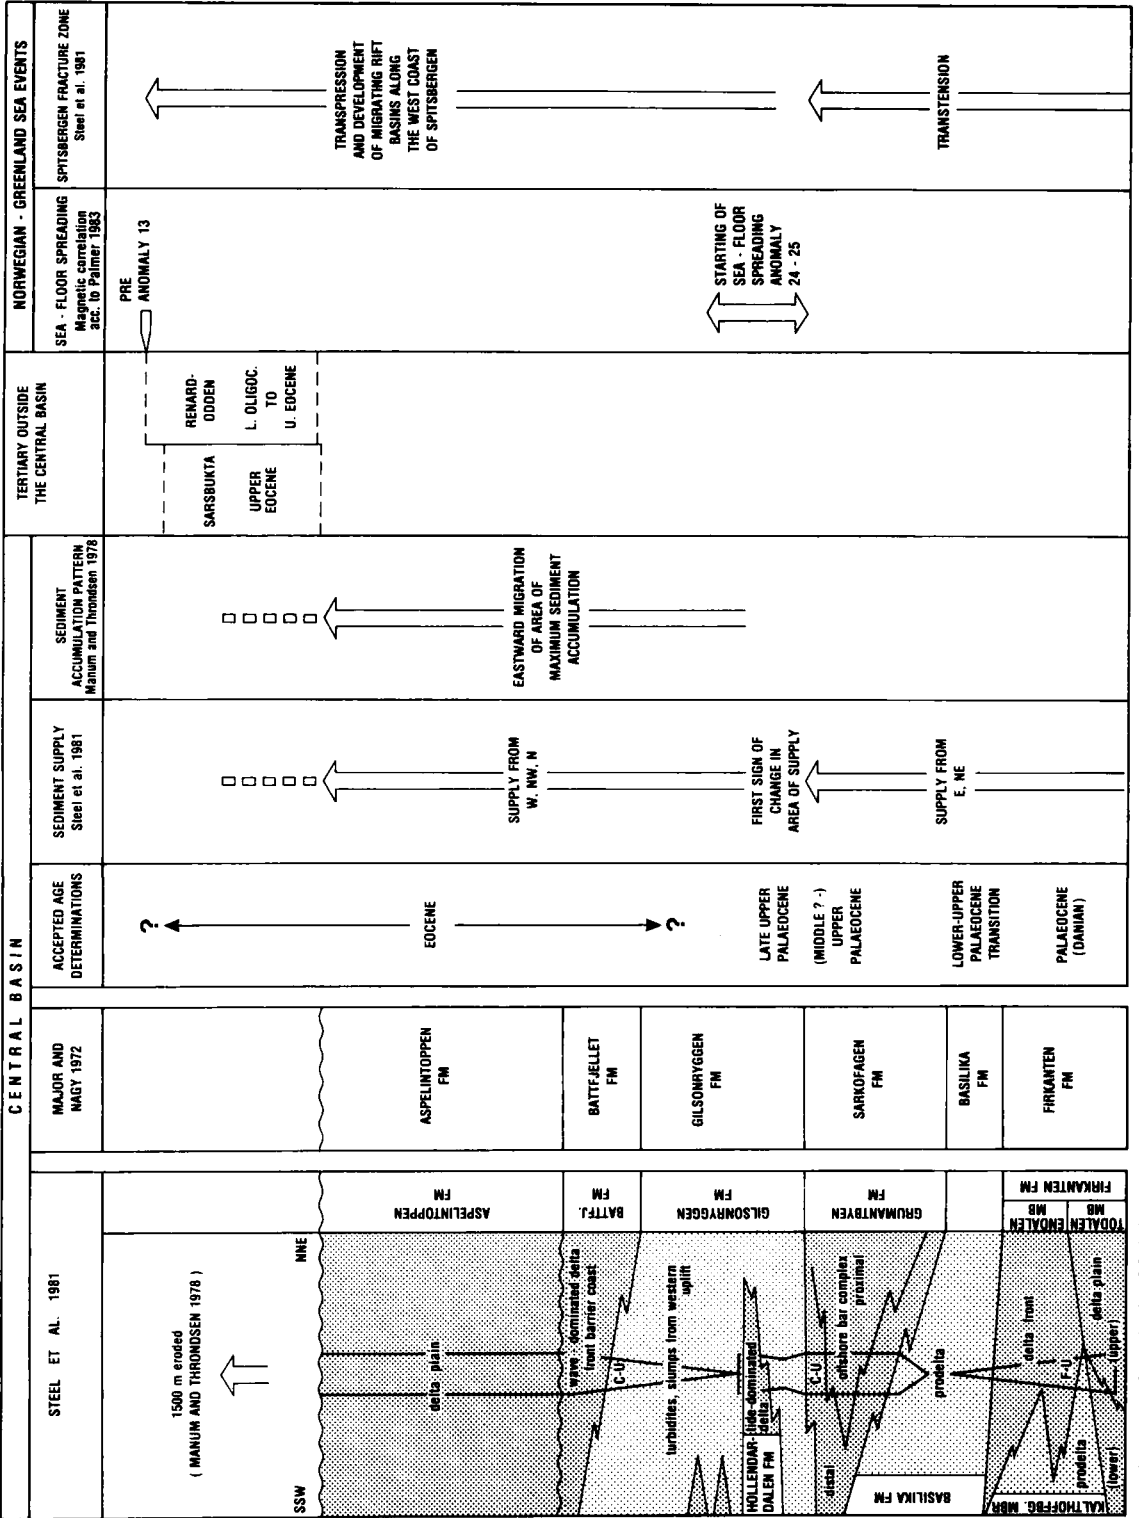 CENTRAL BASIN
STEEL ET AL. 1981
MAJOR AND
NAGY 1972
ACCEPTED AGE
DETERMINATIONS
SEDIMENT SUPPLY
Steel et al. 1981
SEDIMENT
ACCUMULATION PATTERN
Manum and Throndsen 1978
TERTIARY OUTSIDE
THE CENTRAL BASIN
NORWEGIAN - GREENLAND SEA EVENTS
SEA - FLOOR SPREADING
Magnetic correlation
acc. to Palmer 1983
SPITSBERGEN FRACTURE ZONE
Steel et al. 1981
1500 m eroded
( MANUM AND THRONDSEN 1978 )
SSW
NNE
delta plain
wave dominated delta
front barrier coast
C-U
turbidites, slumps from western
uplift
HOLLENDAR-
DALEN FM
tide-dominated
delta
C-U
distal
offshore bar complex
proximal
prodelta
BASILIKA FM
delta front
F-U
delta plain
(upper)
prodelta
(lower)
KALTHOFFBG. MBR
ASPELINTOPPEN
FM
BATTFJ.
FM
GILSONRYGGEN
FM
GRUMANTBYEN
FM
ENDALEN
MB
TODALEN
MB
FIRKANTEN FM
ASPELINTOPPEN
FM
BATTFJELLET
FM
GILSONRYGGEN
FM
SARKOFAGEN
FM
BASILIKA
FM
FIRKANTEN
FM
?
EOCENE
?
LATE UPPER
PALAEOCENE
(MIDDLE ? -)
UPPER
PALAEOCENE
LOWER-UPPER
PALAEOCENE
TRANSITION
PALAEOCENE
(DANIAN)
SUPPLY FROM
W, NW, N
FIRST SIGN OF
CHANGE IN
AREA OF SUPPLY
SUPPLY FROM
E, NE
EASTWARD MIGRATION
OF AREA OF
MAXIMUM SEDIMENT
ACCUMULATION
SARSBUKTA
UPPER
EOCENE
RENARD-
ODDEN
L. OLIGOC.
TO
U. EOCENE
PRE
ANOMALY 13
STARTING OF
SEA - FLOOR
SPREADING
ANOMALY
24 - 25
TRANSPRESSION
AND DEVELOPMENT
OF MIGRATING RIFT
BASINS ALONG
THE WEST COAST
OF SPITSBERGEN
TRANSTENSION